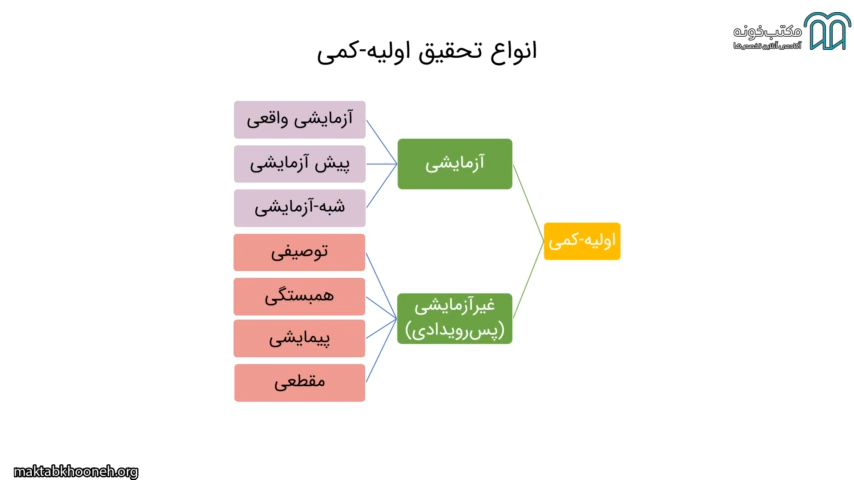 مکتب‌خونه
آکادمی آنلاین تخصص‌ها
انواع تحقیق اولیه-کمی
اولیه-کمی
آزمایشی
آزمایشی واقعی
پیش آزمایشی
شبه-آزمایشی
غیرآزمایشی
(پس‌رویدادی)
توصیفی
همبستگی
پیمایشی
مقطعی
maktabkhooneh.org